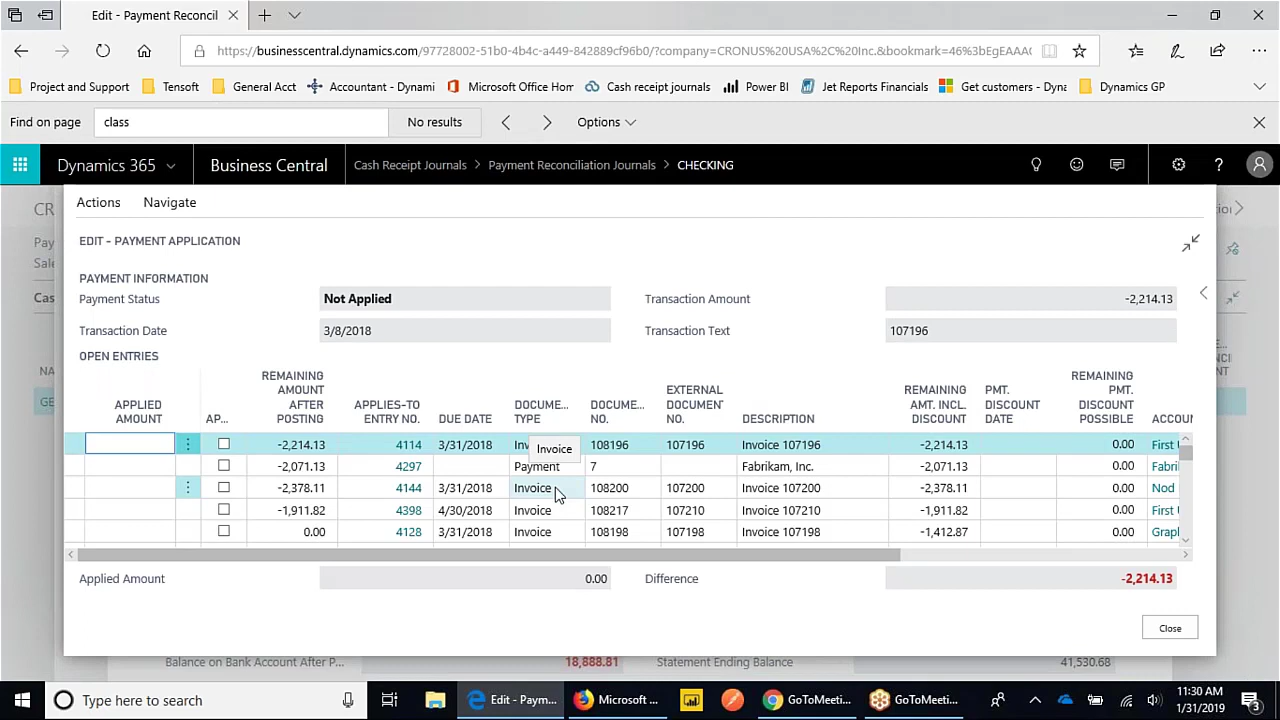 Edit - Payment Reconcil
https://businesscentral.dynamics.com/97728002-51b0-4b4c-a449-842889cf96b0/?company=CRONUS%20USA%2C%20Inc.&bookmark=46%3bEgEAAAC
Project and Support Tensoft General Acct Accountant - Dynami Microsoft Office Hom Cash receipt journals Power BI Jet Reports Financials Get customers - Dyna Dynamics GP
Find on page class No results Options
Dynamics 365 Business Central Cash Receipt Journals > Payment Reconciliation Journals > CHECKING ?
Actions Navigate
EDIT - PAYMENT APPLICATION
PAYMENT INFORMATION
Payment Status Not Applied Transaction Amount -2,214.13
Transaction Date 3/8/2018 Transaction Text 107196
OPEN ENTRIES
APPLIED AMOUNT AP... REMAINING AMOUNT AFTER POSTING APPLIES-TO ENTRY NO. DUE DATE DOCUME... TYPE DOCUME... NO. EXTERNAL DOCUMENT NO. DESCRIPTION REMAINING AMT. INCL. DISCOUNT PMT. DISCOUNT DATE REMAINING PMT. DISCOUNT POSSIBLE ACCOUN
-2,214.13 4114 3/31/2018 Inv Invoice 108196 107196 Invoice 107196 -2,214.13 0.00 First
-2,071.13 4297 Payment 7 Fabrikam, Inc. -2,071.13 0.00 Fabri
-2,378.11 4144 3/31/2018 Invoice 108200 107200 Invoice 107200 -2,378.11 0.00 Nod
-1,911.82 4398 4/30/2018 Invoice 108217 107210 Invoice 107210 -1,911.82 0.00 First
0.00 4128 3/31/2018 Invoice 108198 107198 Invoice 107198 -1,412.87 0.00 Grap
Applied Amount 0.00 Difference -2,214.13
Close
Balance on Bank Account After P... 18,888.81 Statement Ending Balance 41,530.68
Type here to search Edit - Paym... Microsoft ... GoToMeeti... GoToMeeti... 11:30 AM
1/31/2019 3